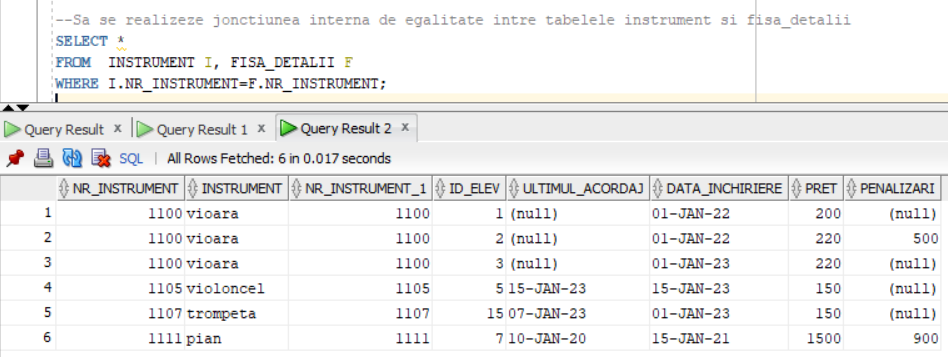 --Sa se realizeze jonctiunea interna de egalitate intre tabelele instrument si fisa_detalii
SELECT *
FROM  INSTRUMENT I, FISA_DETALII F
WHERE I.NR_INSTRUMENT=F.NR_INSTRUMENT;
Query Result x Query Result 1 x Query Result 2 x
SQL | All Rows Fetched: 6 in 0.017 seconds
NR_INSTRUMENT INSTRUMENT NR_INSTRUMENT_1 ID_ELEV ULTIMUL_ACORDAJ DATA_INCHIRIERE PRET PENALIZARI
1 1100 vioara 1100 1 (null) 01-JAN-22 200 (null)
2 1100 vioara 1100 2 (null) 01-JAN-22 220 500
3 1100 vioara 1100 3 (null) 01-JAN-23 220 (null)
4 1105 violoncel 1105 5 15-JAN-23 15-JAN-23 150 (null)
5 1107 trompeta 1107 15 07-JAN-23 01-JAN-23 150 (null)
6 1111 pian 1111 7 10-JAN-20 15-JAN-21 1500 900